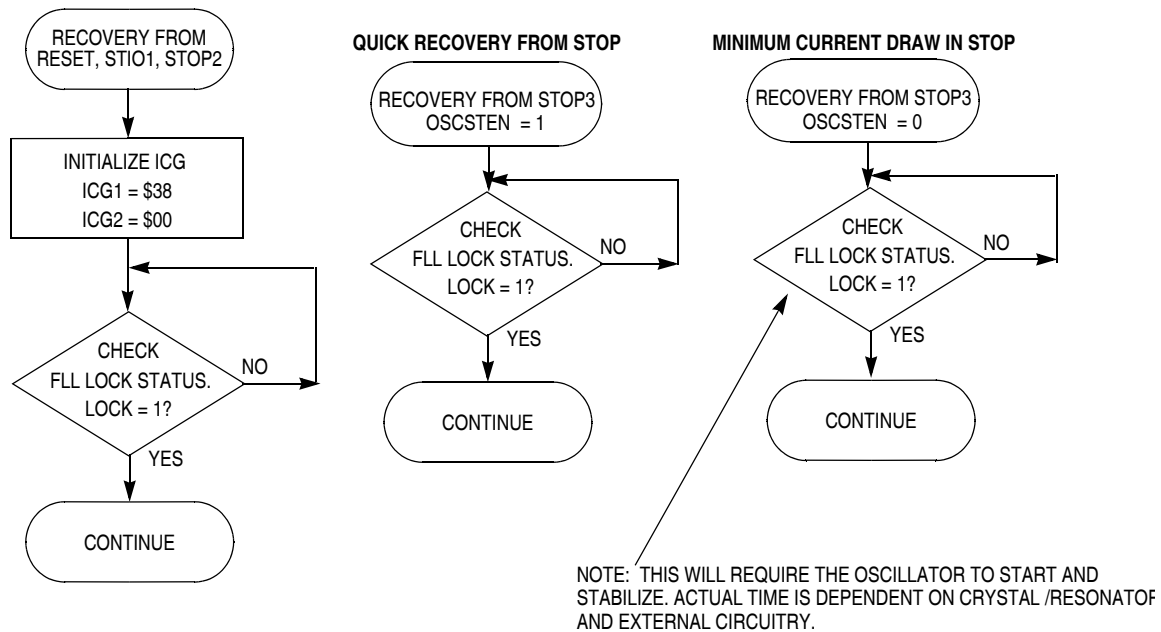 RECOVERY FROM
RESET, STIO1, STOP2
INITIALIZE ICG
ICG1 = $38
ICG2 = $00
CHECK
FLL LOCK STATUS.
LOCK = 1?
NO
YES
CONTINUE
QUICK RECOVERY FROM STOP
RECOVERY FROM STOP3
OSCSTEN = 1
CHECK
FLL LOCK STATUS.
LOCK = 1?
NO
YES
CONTINUE
MINIMUM CURRENT DRAW IN STOP
RECOVERY FROM STOP3
OSCSTEN = 0
CHECK
FLL LOCK STATUS.
LOCK = 1?
NO
YES
CONTINUE
NOTE: THIS WILL REQUIRE THE OSCILLATOR TO START AND
STABILIZE. ACTUAL TIME IS DEPENDENT ON CRYSTAL /RESONATOR
AND EXTERNAL CIRCUITRY.